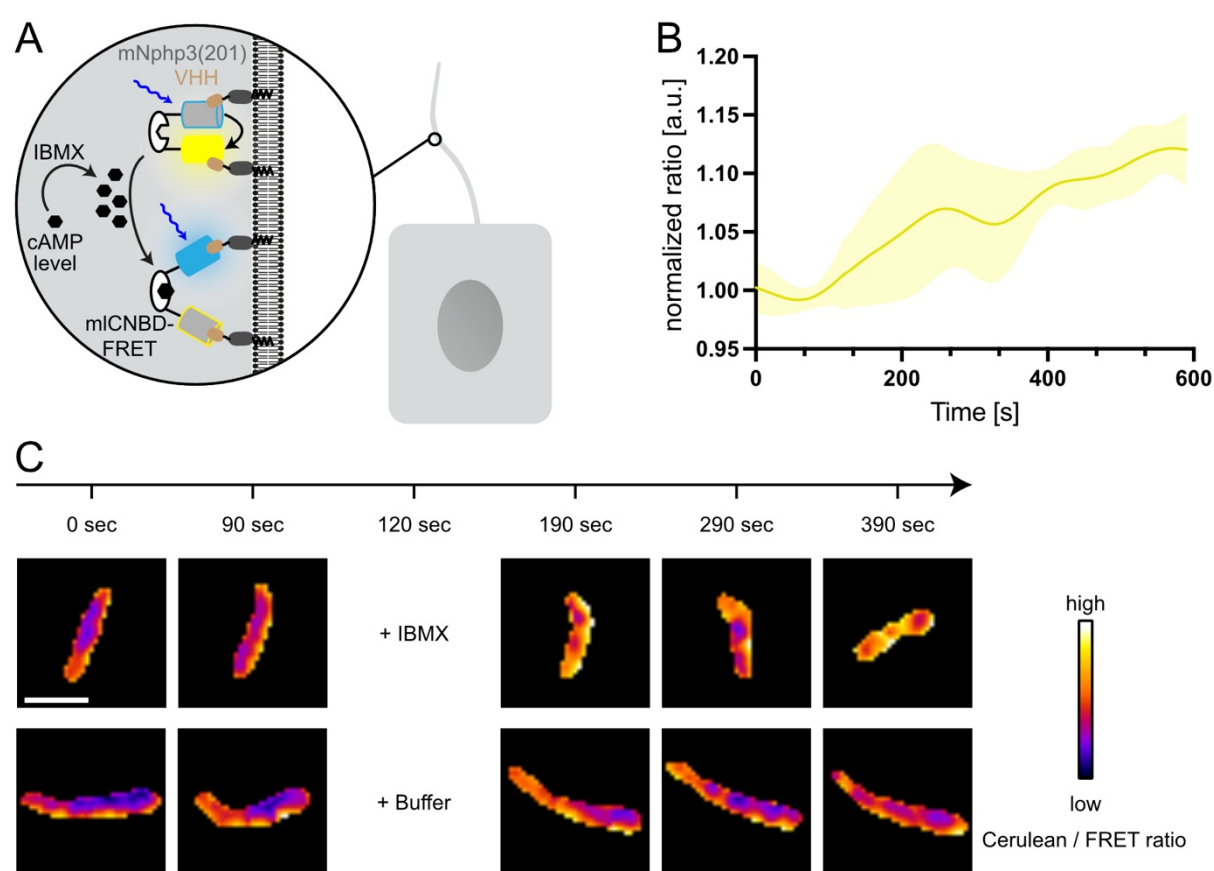 A
mNphp3(201)
VHH
IBMX
cAMP
level
mlCNBD-
FRET
B
normalized ratio [a.u.]
1.20
1.15
1.10
1.05
1.00
0.95
0
200
400
600
Time [s]
C
0 sec
90 sec
120 sec
190 sec
290 sec
390 sec
+ IBMX
+ Buffer
high
low
Cerulean / FRET ratio